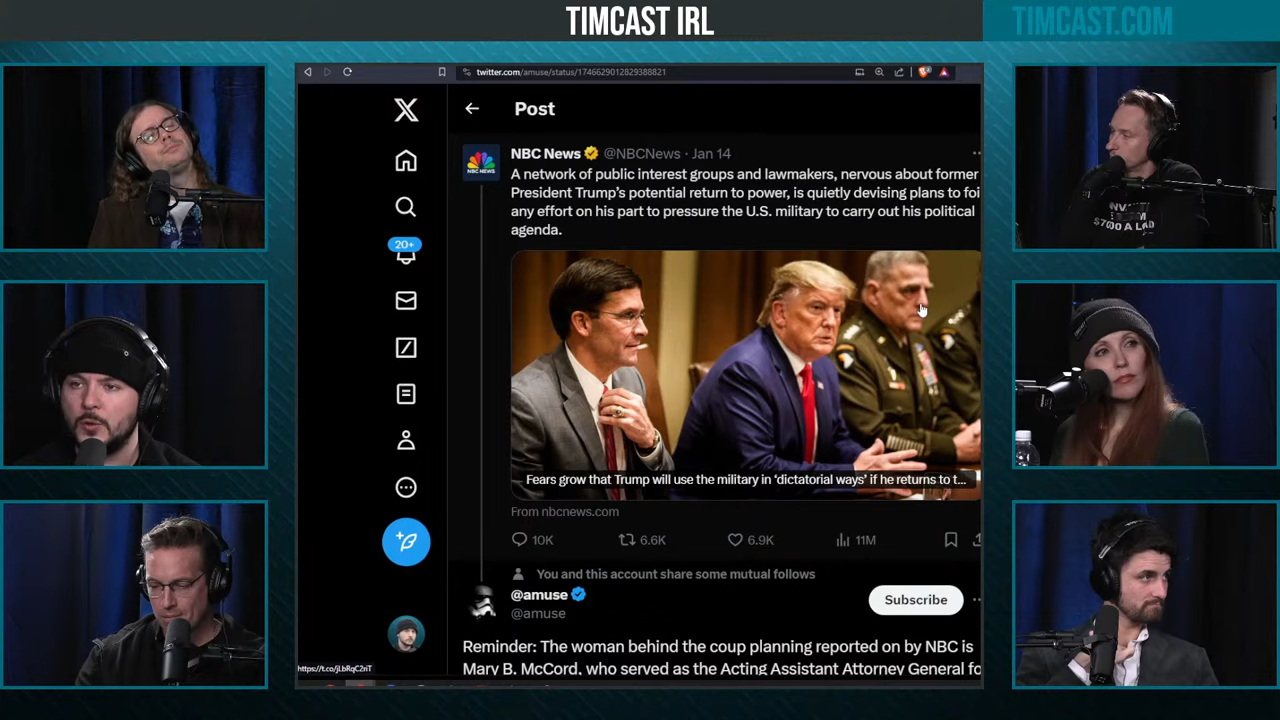 TIMCAST IRL
TIMCAST.COM
twitter.com/amuse/status/1746629012829388821
Post
NBC News @NBCNews · Jan 14
A network of public interest groups and lawmakers, nervous about former
President Trump's potential return to power, is quietly devising plans to foi
any effort on his part to pressure the U.S. military to carry out his political
agenda.
20+
NBC NEWS
Fears grow that Trump will use the military in 'dictatorial ways' if he returns to t...
From nbcnews.com
10K 6.6K 6.9K 11M
You and this account share some mutual follows
@amuse
@amuse
Subscribe
Reminder: The woman behind the coup planning reported on by NBC is
Mary B. McCord, who served as the Acting Assistant Attorney General fo
$7000 A LAD